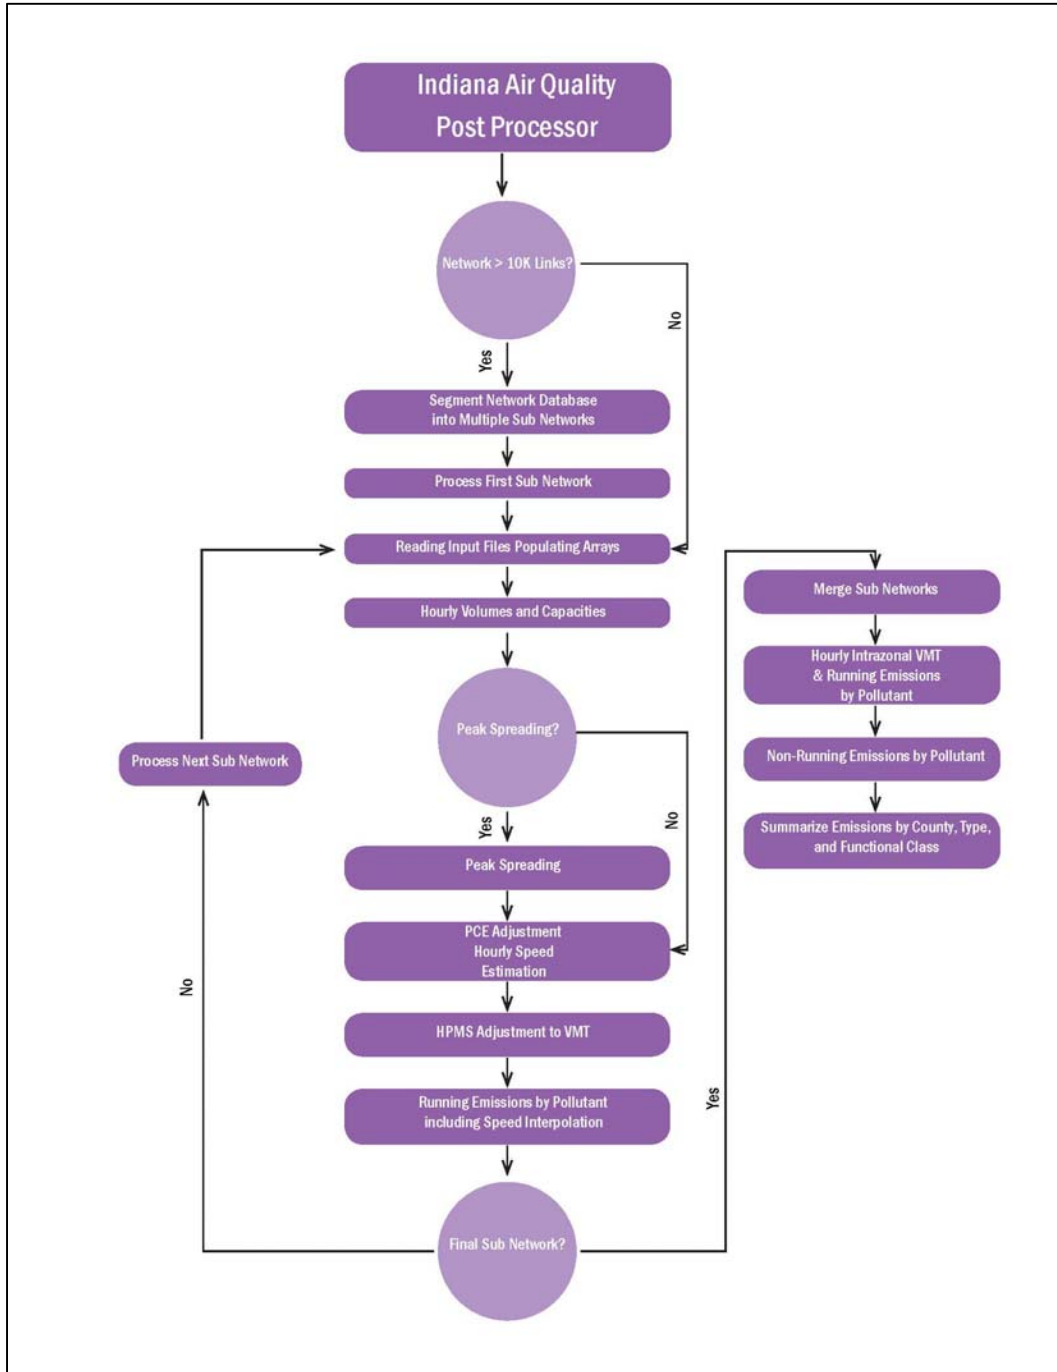 Indiana Air Quality
Post Processor
Network > 10K Links?
No
Yes
Segment Network Database
into Multiple Sub Networks
Process First Sub Network
Reading Input Files Populating Arrays
Hourly Volumes and Capacities
Peak Spreading?
No
Yes
Peak Spreading
PCE Adjustment
Hourly Speed
Estimation
HPMS Adjustment to VMT
Running Emissions by Pollutant
including Speed Interpolation
Final Sub Network?
No
Process Next Sub Network
Yes
Merge Sub Networks
Hourly Intrazonal VMT
& Running Emissions
by Pollutant
Non-Running Emissions by Pollutant
Summarize Emissions by County, Type,
and Functional Class